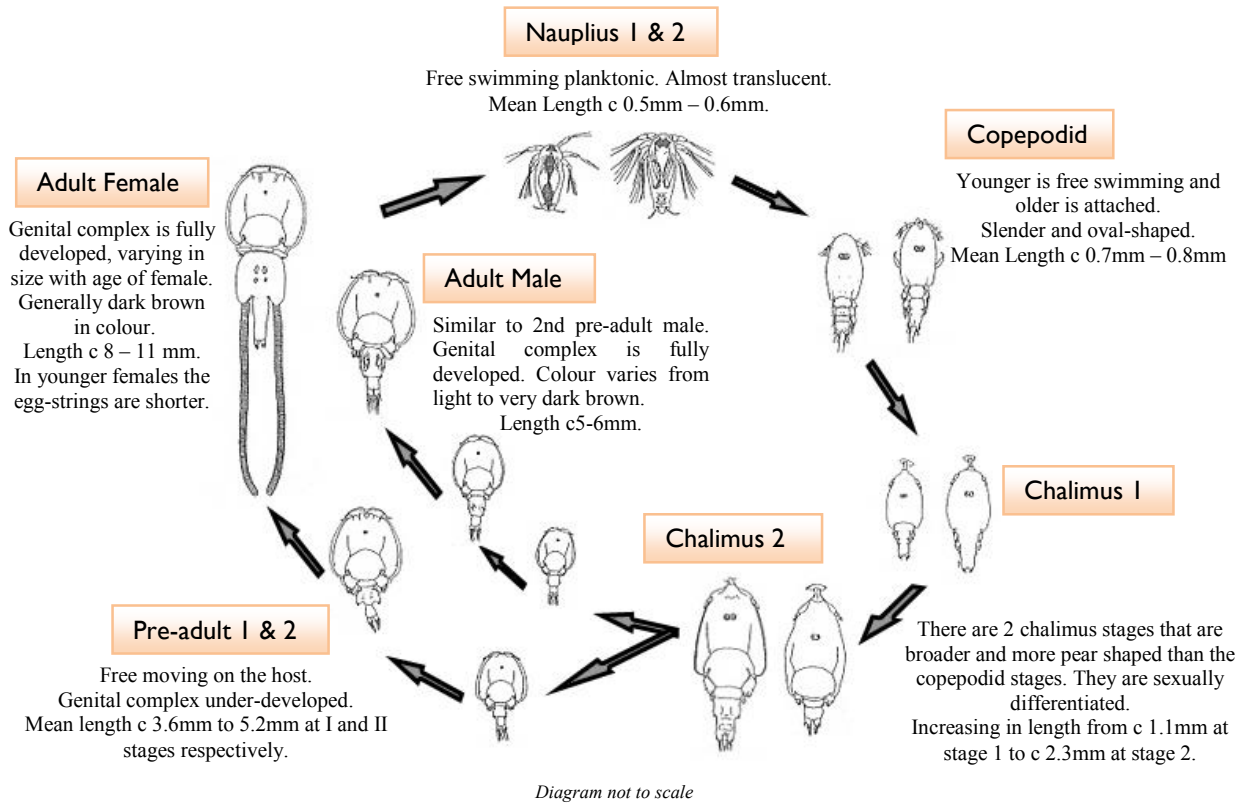 Nauplius 1 & 2
Free swimming planktonic. Almost translucent.
Mean Length c 0.5mm – 0.6mm.
Copepodid
Younger is free swimming and
older is attached.
Slender and oval-shaped.
Mean Length c 0.7mm – 0.8mm
Adult Female
Genital complex is fully
developed, varying in
size with age of female.
Generally dark brown
in colour.
Length c 8 – 11 mm.
In younger females the
egg-strings are shorter.
Adult Male
Similar to 2nd pre-adult male.
Genital complex is fully
developed. Colour varies from
light to very dark brown.
Length c5-6mm.
Chalimus 1
Chalimus 2
There are 2 chalimus stages that are
broader and more pear shaped than the
copepodid stages. They are sexually
differentiated.
Increasing in length from c 1.1mm at
stage 1 to c 2.3mm at stage 2.
Pre-adult 1 & 2
Free moving on the host.
Genital complex under-developed.
Mean length c 3.6mm to 5.2mm at I and II
stages respectively.
Diagram not to scale